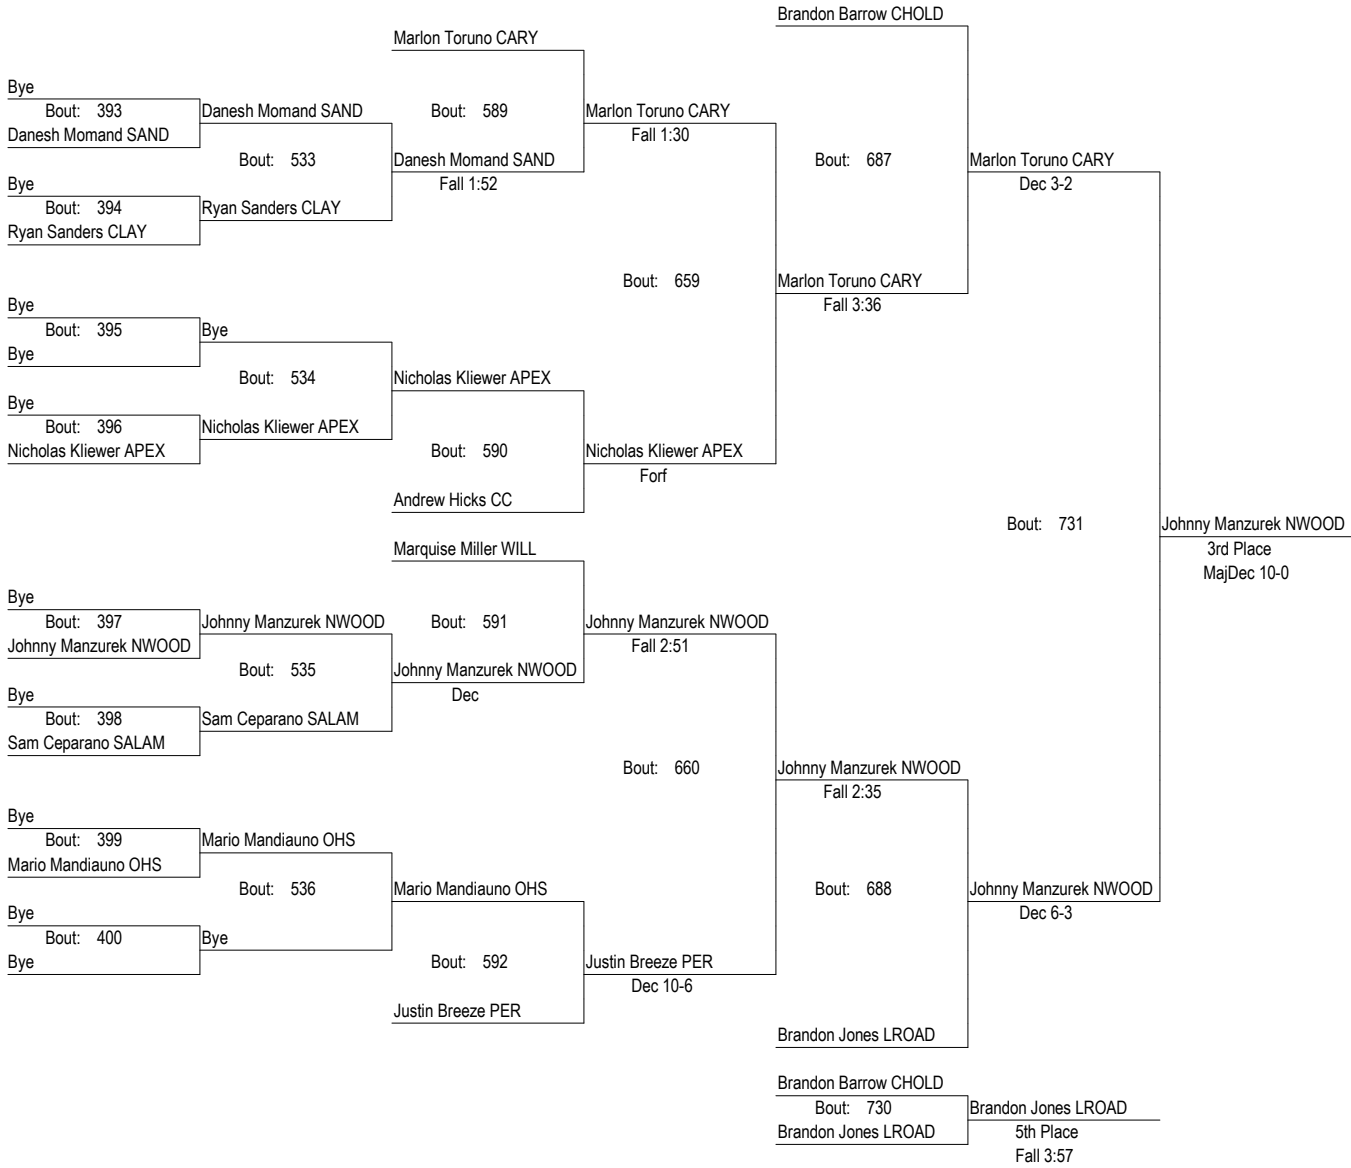 Brandon Barrow CHOLD
Marlon Toruno CARY
Bye
Bout: 393
Danesh Momand SAND
Bout: 589
Marlon Toruno CARY
Danesh Momand SAND
Fall 1:30
Bout: 533
Danesh Momand SAND
Bout: 687
Marlon Toruno CARY
Bye
Fall 1:52
Dec 3-2
Bout: 394
Ryan Sanders CLAY
Ryan Sanders CLAY
Bout: 659
Marlon Toruno CARY
Bye
Fall 3:36
Bout: 395
Bye
Bye
Bout: 534
Nicholas Kliewer APEX
Bye
Bout: 396
Nicholas Kliewer APEX
Nicholas Kliewer APEX
Bout: 590
Nicholas Kliewer APEX
Forf
Andrew Hicks CC
Bout: 731
Johnny Manzurek NWOOD
Marquise Miller WILL
3rd Place
MajDec 10-0
Bye
Bout: 397
Johnny Manzurek NWOOD
Bout: 591
Johnny Manzurek NWOOD
Johnny Manzurek NWOOD
Fall 2:51
Bout: 535
Johnny Manzurek NWOOD
Bye
Dec
Bout: 398
Sam Ceparano SALAM
Sam Ceparano SALAM
Bout: 660
Johnny Manzurek NWOOD
Fall 2:35
Bye
Bout: 399
Mario Mandiauno OHS
Mario Mandiauno OHS
Bout: 536
Mario Mandiauno OHS
Bout: 688
Johnny Manzurek NWOOD
Bye
Dec 6-3
Bout: 400
Bye
Bye
Bout: 592
Justin Breeze PER
Dec 10-6
Justin Breeze PER
Brandon Jones LROAD
Brandon Barrow CHOLD
Bout: 730
Brandon Jones LROAD
Brandon Jones LROAD
5th Place
Fall 3:57